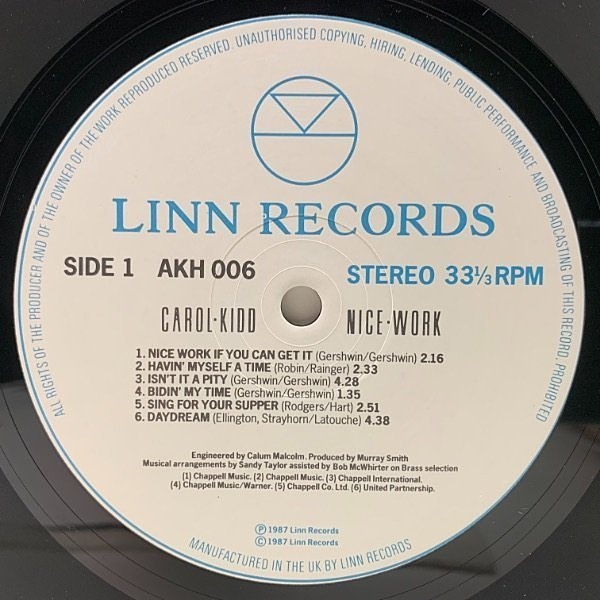 ALL RIGHTS OF THE PRODUCER AND OF THE OWNER OF THE WORK REPRODUCED RESERVED. UNAUTHORISED COPYING, HIRING, LENDING, PUBLIC PERFORMANCE AND BROADCASTING OF THIS RECORD, PROHIBITED
LINN RECORDS
SIDE 1 AKH 006 STEREO 33⅓ RPM
CAROL·KIDD NICE·WORK
1. NICE WORK IF YOU CAN GET IT (Gershwin/Gershwin) 2.16
2. HAVIN' MYSELF A TIME (Robin/Rainger) 2.33
3. ISN'T IT A PITY (Gershwin/Gershwin) 4.28
4. BIDIN' MY TIME (Gershwin/Gershwin) 1.35
5. SING FOR YOUR SUPPER (Rodgers/Hart) 2.51
6. DAYDREAM (Ellington, Strayhorn/Latouche) 4.38
Engineered by Calum Malcolm. Produced by Murray Smith
Musical arrangements by Sandy Taylor assisted by Bob McWhirter on Brass selection
(1) Chappell Music. (2) Chappell Music. (3) Chappell International.
(4) Chappell Music/Warner. (5) Chappell Co. Ltd. (6) United Partnership.
℗ 1987 Linn Records
© 1987 Linn Records
MANUFACTURED IN THE UK BY LINN RECORDS